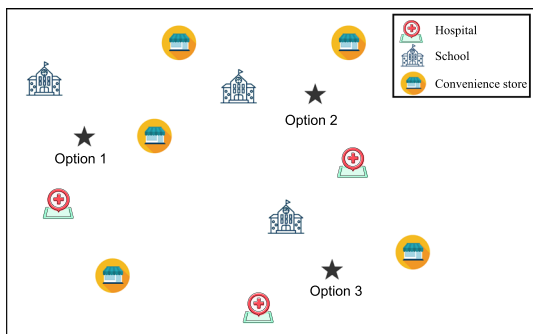 Hospital
School
Convenience store
Option 2
Option 1
Option 3